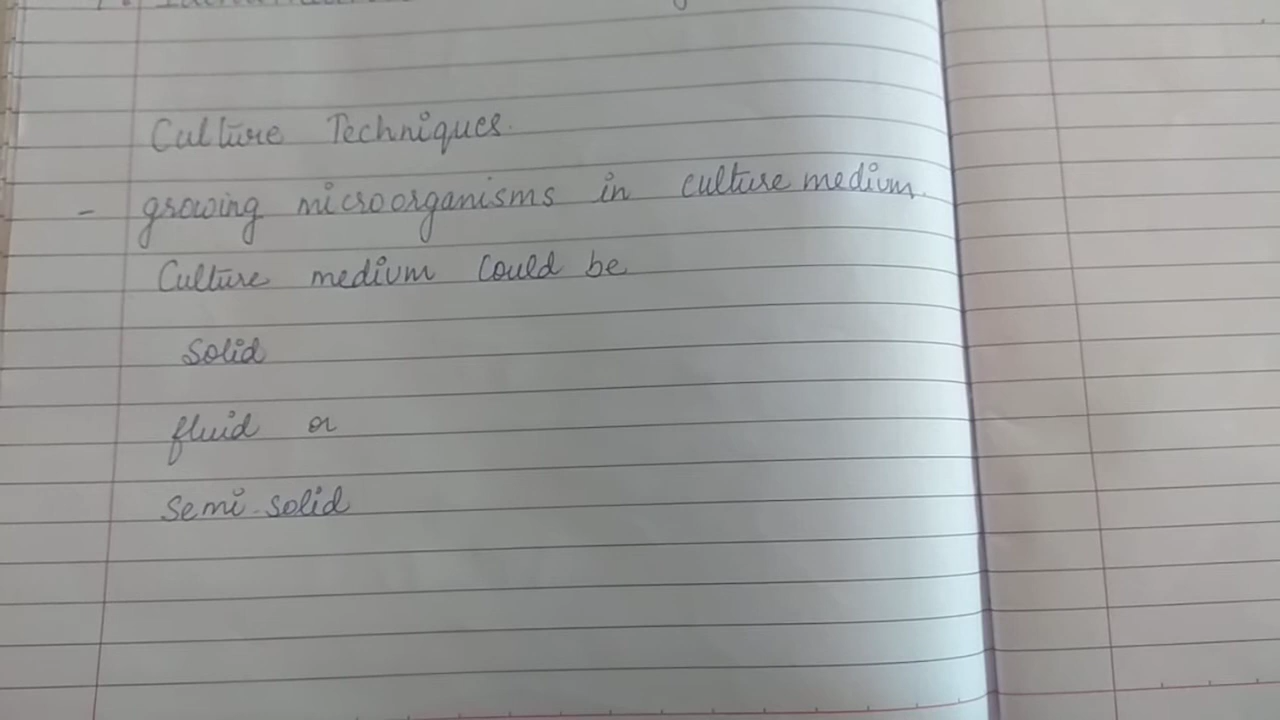 Culture Techniques.
- growing microorganisms in culture medium.
Culture medium could be
solid
fluid or
semi-solid